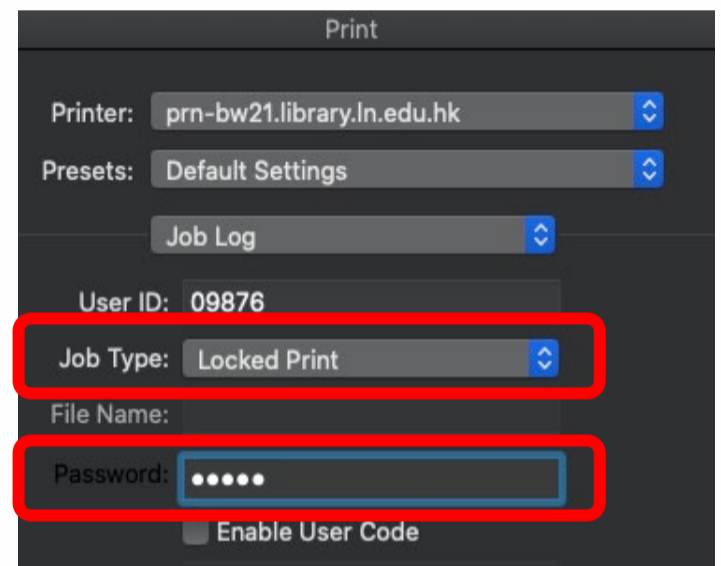 Print
Printer: prn-bw21.library.ln.edu.hk
Presets: Default Settings
Job Log
User ID: 09876
Job Type: Locked Print
File Name:
Password: •••••
Enable User Code